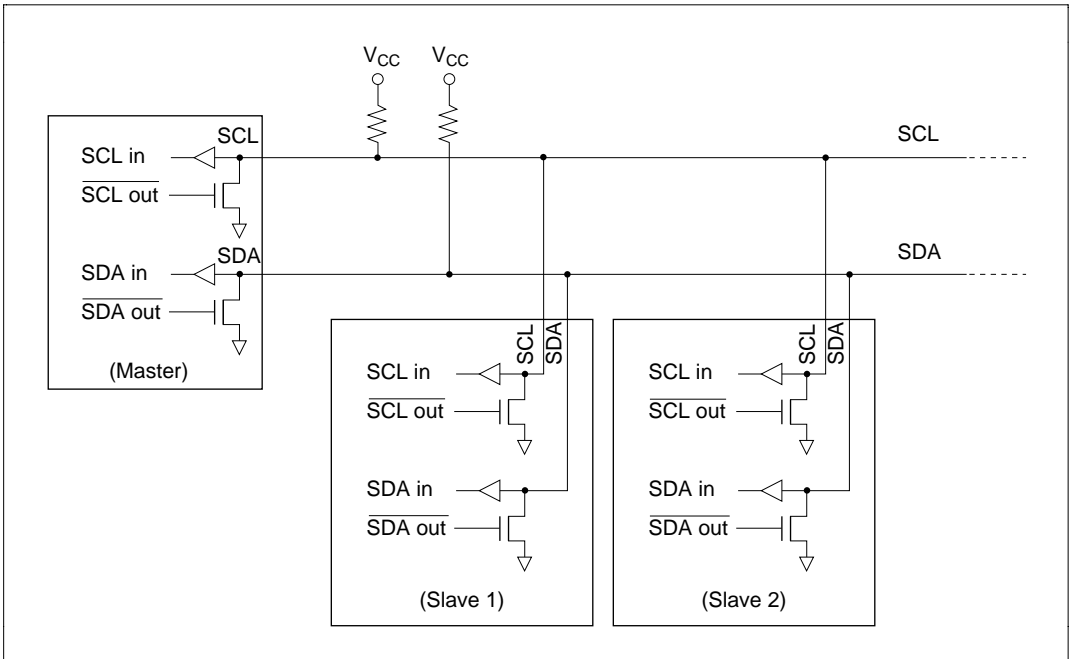 VCC VCC
SCL SCL
SCL in
SCL out
SDA SDA
SDA in
SDA out
(Master)
SCL SDA SCL SDA
SCL in SCL in
SCL out SCL out
SDA in SDA in
SDA out SDA out
(Slave 1) (Slave 2)